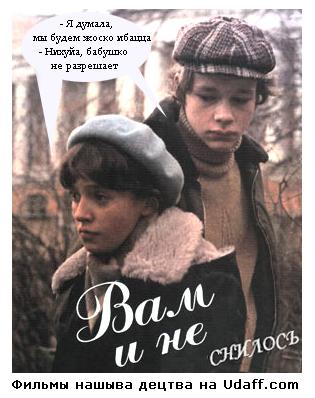 - Я думала,
мы будем жоско ибацца
- Нихуйа, бабушко
не разрешает
Вам
и не
снилось
Фильмы нашыва децтва на Udaff.com